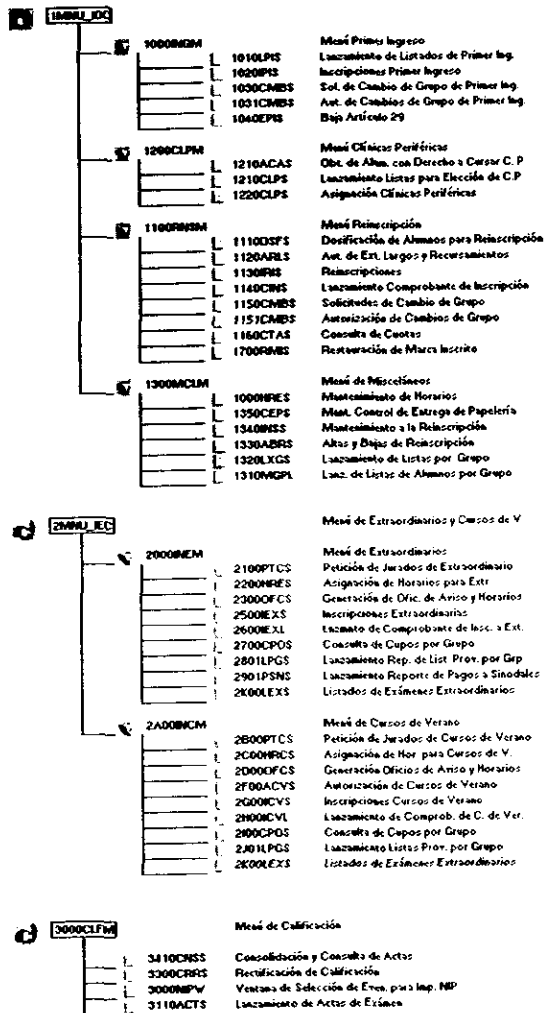 1MNU_IOC
1000INGM Menú Primer Ingreso
1010LPIS Lanzamiento de Listados de Primer Ing.
1020IPIS Inscripciones Primer Ingreso
1030CMBS Sol. de Cambio de Grupo de Primer Ing.
1031CMBS Aut. de Cambios de Grupo de Primer Ing.
1040EPIS Baja Artículo 29
1200CLPM Menú Clínicas Periféricas
1210ACAS Obt. de Alum. con Derecho a Cursar C.P
1210CLPS Lanzamiento Listas para Elección de C.P
1220CLPS Asignación Clínicas Periféricas
1100RNSM Menú Reinscripción
1110DSFS Dosificación de Alumnos para Reinscripción
1120ARLS Aut. de Ext. Largos y Recursamientos
1130IRIS Reinscripciones
1140CINS Lanzamiento Comprobante de Inscripción
1150CMBS Solicitudes de Cambio de Grupo
1151CMBS Autorización de Cambios de Grupo
1160CTAS Consulta de Cuotas
1700RMIS Restauración de Marca Inscrito
1300MCLM Menú de Misceláneos
1000HRES Mantenimiento de Horarios
1350CEPS Mant. Control de Entrega de Papelería
1340INSS Mantenimiento a la Reinscripción
1330ABRS Altas y Bajas de Reinscripción
1320LXGS Lanzamiento de Listas por Grupo
1310MGPL Lanz. de Listas de Alumnos por Grupo
2MNU_IEC Menú de Extraordinarios y Cursos de V
2000INEM Menú de Extraordinarios
2100PTCS Petición de Jurados de Extraordinario
2200HRES Asignación de Horarios para Extr
2300OFCS Generación de Ofic. de Aviso y Horarios
2500IEXS Inscripciones Extraordinarias
2600IEXL Lnzmnto de Comprobante de Insc. a Ext.
2700CPOS Consulta de Cupos por Grupo
2801LPGS Lanzamiento Rep. de List. Prov. por Grp
2901PSNS Lanzamiento Reporte de Pagos a Sinodales
2K00LEXS Listados de Exámenes Extraordinarios
2A00INCM Menú de Cursos de Verano
2B00PTCS Petición de Jurados de Cursos de Verano
2C00HRCS Asignación de Hor. para Cursos de V.
2D00OFCS Generación Oficios de Aviso y Horarios
2F00ACVS Autorización de Cursos de Verano
2G00ICVS Inscripciones Cursos de Verano
2H00ICVL Lanzamiento de Comprob. de C. de Ver.
2I00CPOS Consulta de Cupos por Grupo
2J01LPGS Lanzamiento Listas Prov. por Grupo
2K00LEXS Listados de Exámenes Extraordinarios
3000CLFM Menú de Calificación
3410CNSS Consolidación y Consulta de Actas
3300CRRS Rectificación de Calificación
3000NIPW Ventana de Selección de Even. para Imp. NIP
3110ACTS Lanzamiento de Actas de Exámen